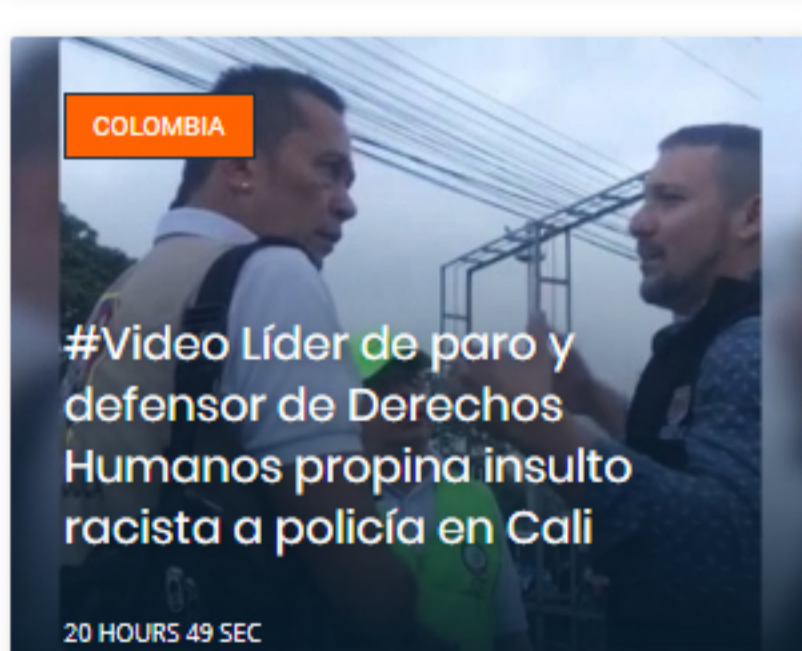 COLOMBIA
#Video Líder de paro y
defensor de Derechos
Humanos propina insulto
racista a policía en Cali
20 HOURS 49 SEC